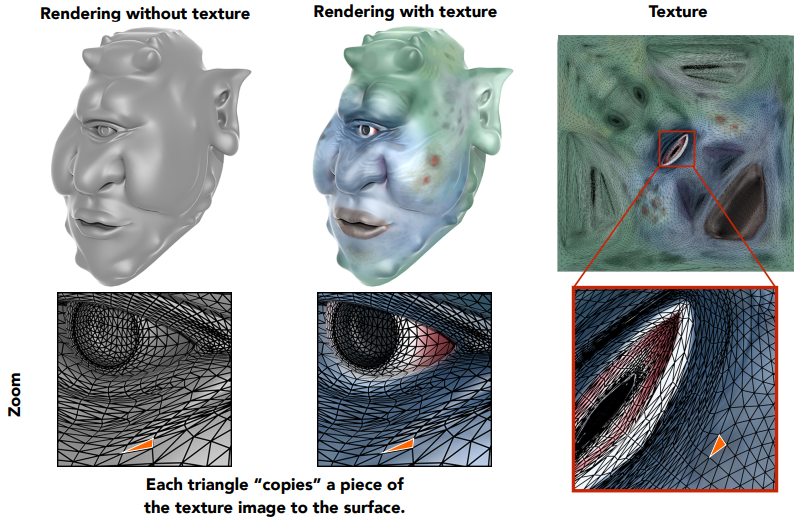 Rendering without texture
Rendering with texture
Texture
Zoom
Each triangle “copies” a piece of
the texture image to the surface.